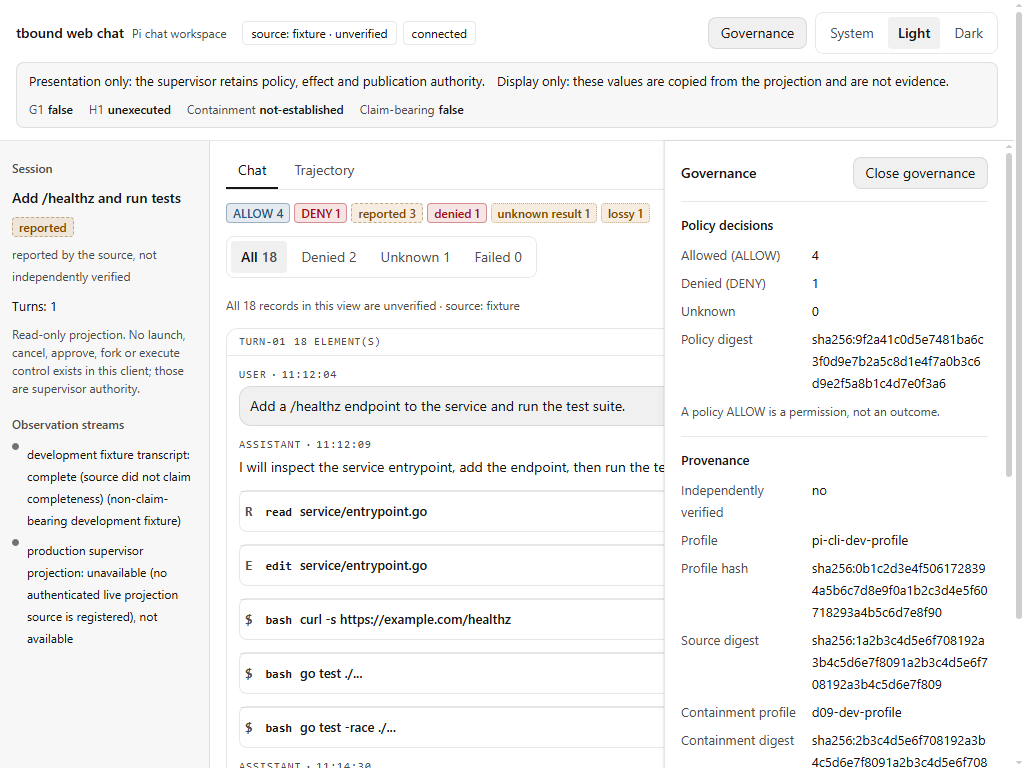 tbound web chat Pi chat workspace source: fixture · unverified connected Governance System Light Dark
Presentation only: the supervisor retains policy, effect and publication authority. Display only: these values are copied from the projection and are not evidence.
G1 false H1 unexecuted Containment not-established Claim-bearing false
Session
Add /healthz and run tests
reported
reported by the source, not
independently verified
Turns: 1
Read-only projection. No launch,
cancel, approve, fork or execute
control exists in this client; those
are supervisor authority.
Observation streams
development fixture transcript:
complete (source did not claim
completeness) (non-claim-
bearing development fixture)
production supervisor
projection: unavailable (no
authenticated live projection
source is registered), not
available
Chat Trajectory
ALLOW 4 DENY 1 reported 3 denied 1 unknown result 1 lossy 1
All 18 Denied 2 Unknown 1 Failed 0
All 18 records in this view are unverified · source: fixture
TURN-01 18 ELEMENT(S)
USER · 11:12:04
Add a /healthz endpoint to the service and run the test suite.
ASSISTANT · 11:12:09
I will inspect the service entrypoint, add the endpoint, then run the te
R read service/entrypoint.go
E edit service/entrypoint.go
$ bash curl -s https://example.com/healthz
$ bash go test ./...
$ bash go test -race ./...
ASSISTANT · 11:14:30
Governance Close governance
Policy decisions
Allowed (ALLOW) 4
Denied (DENY) 1
Unknown 0
Policy digest sha256:9f2a41c0d5e7481ba6c
3f0d9e7b2a5c8d1e4f7a0b3c6
d9e2f5a8b1c4d7e0f3a6
A policy ALLOW is a permission, not an outcome.
Provenance
Independently no
verified
Profile pi-cli-dev-profile
Profile hash sha256:0b1c2d3e4f506172839
4a5b6c7d8e9f0a1b2c3d4e5f60
718293a4b5c6d7e8f90
Source digest sha256:1a2b3c4d5e6f708192a
3b4c5d6e7f8091a2b3c4d5e6f7
08192a3b4c5d6e7f809
Containment profile d09-dev-profile
Containment digest sha256:2b3c4d5e6f708192a3b
4c5d6e7f8091a2b3c4d5e6f708